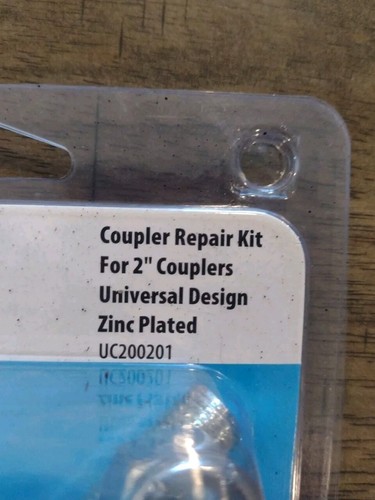 Coupler Repair Kit
For 2" Couplers
Universal Design
Zinc Plated
UC200201